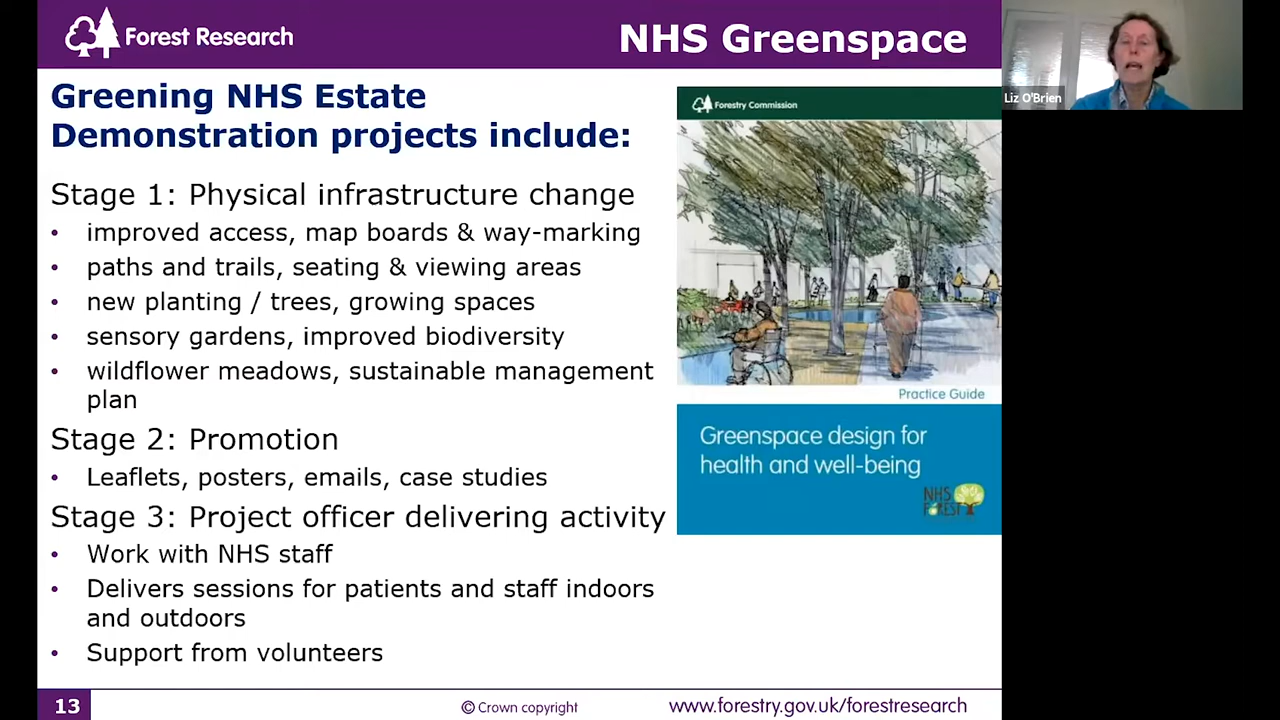 Forest Research
NHS Greenspace
Liz O'Brien
Greening NHS Estate
Demonstration projects include:
Stage 1: Physical infrastructure change
• improved access, map boards & way-marking
• paths and trails, seating & viewing areas
• new planting / trees, growing spaces
• sensory gardens, improved biodiversity
• wildflower meadows, sustainable management
plan
Stage 2: Promotion
• Leaflets, posters, emails, case studies
Stage 3: Project officer delivering activity
• Work with NHS staff
• Delivers sessions for patients and staff indoors
and outdoors
• Support from volunteers
Forestry Commission
Practice Guide
Greenspace design for
health and well-being
NHS
FOREST
13
© Crown copyright
www.forestry.gov.uk/forestresearch